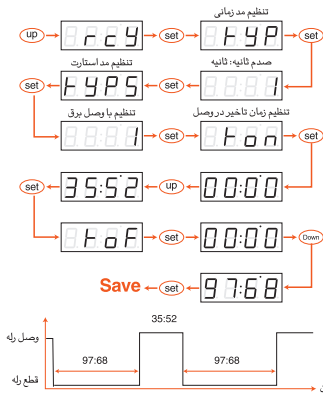 تنظیم مد زمانی
up rcy set tYP
تنظیم مد استارت صدم ثانیه: ثانیه
set tYPS set 1 set
تنظیم با وصل برق تنظیم زمان تاخیر در وصل
1 set ton set
set 35:52 up 00:00
toF set 00:00 Down
Save set 97:68
35:52
وصل رله
97:68 97:68
قطع رله